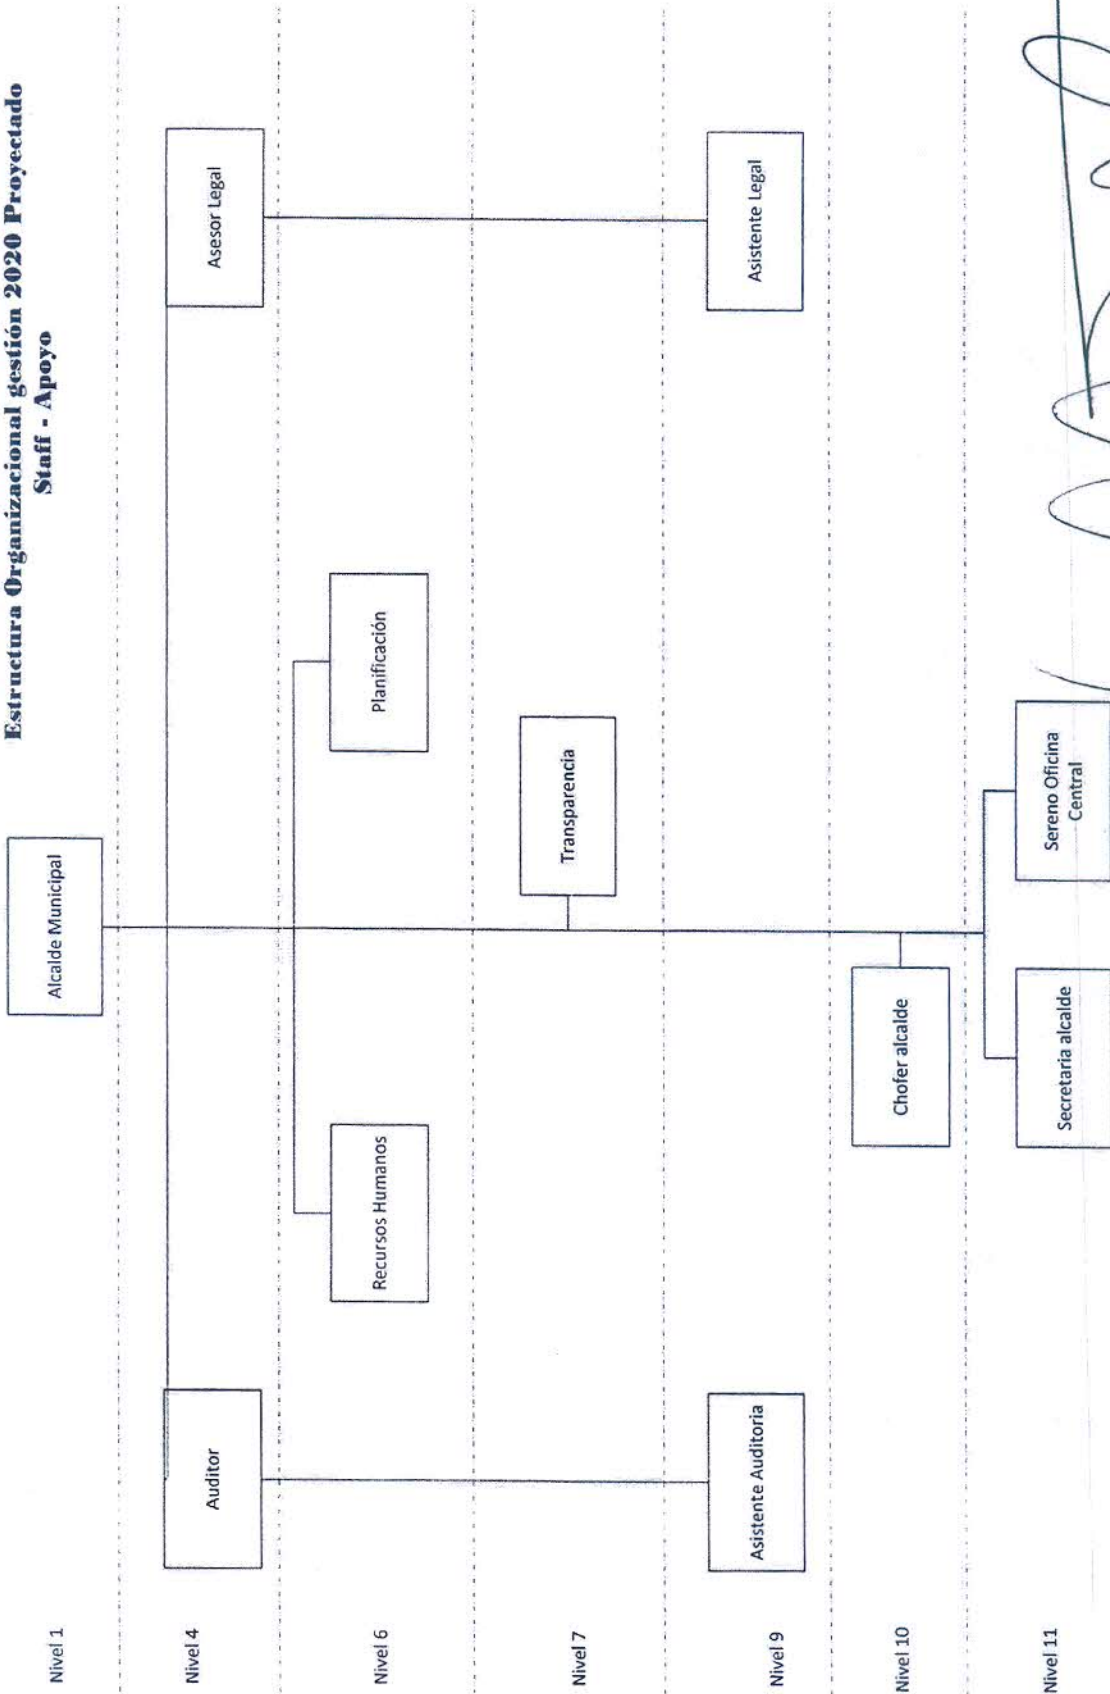 Estructura Organizacional gestión 2020 Proyectado
Staff - Apoyo
Nivel 1
Alcalde Municipal
Nivel 4
Auditor
Asesor Legal
Nivel 6
Recursos Humanos
Planificación
Nivel 7
Transparencia
Nivel 9
Asistente Auditoria
Asistente Legal
Nivel 10
Chofer alcalde
Nivel 11
Secretaria alcalde
Sereno Oficina
Central